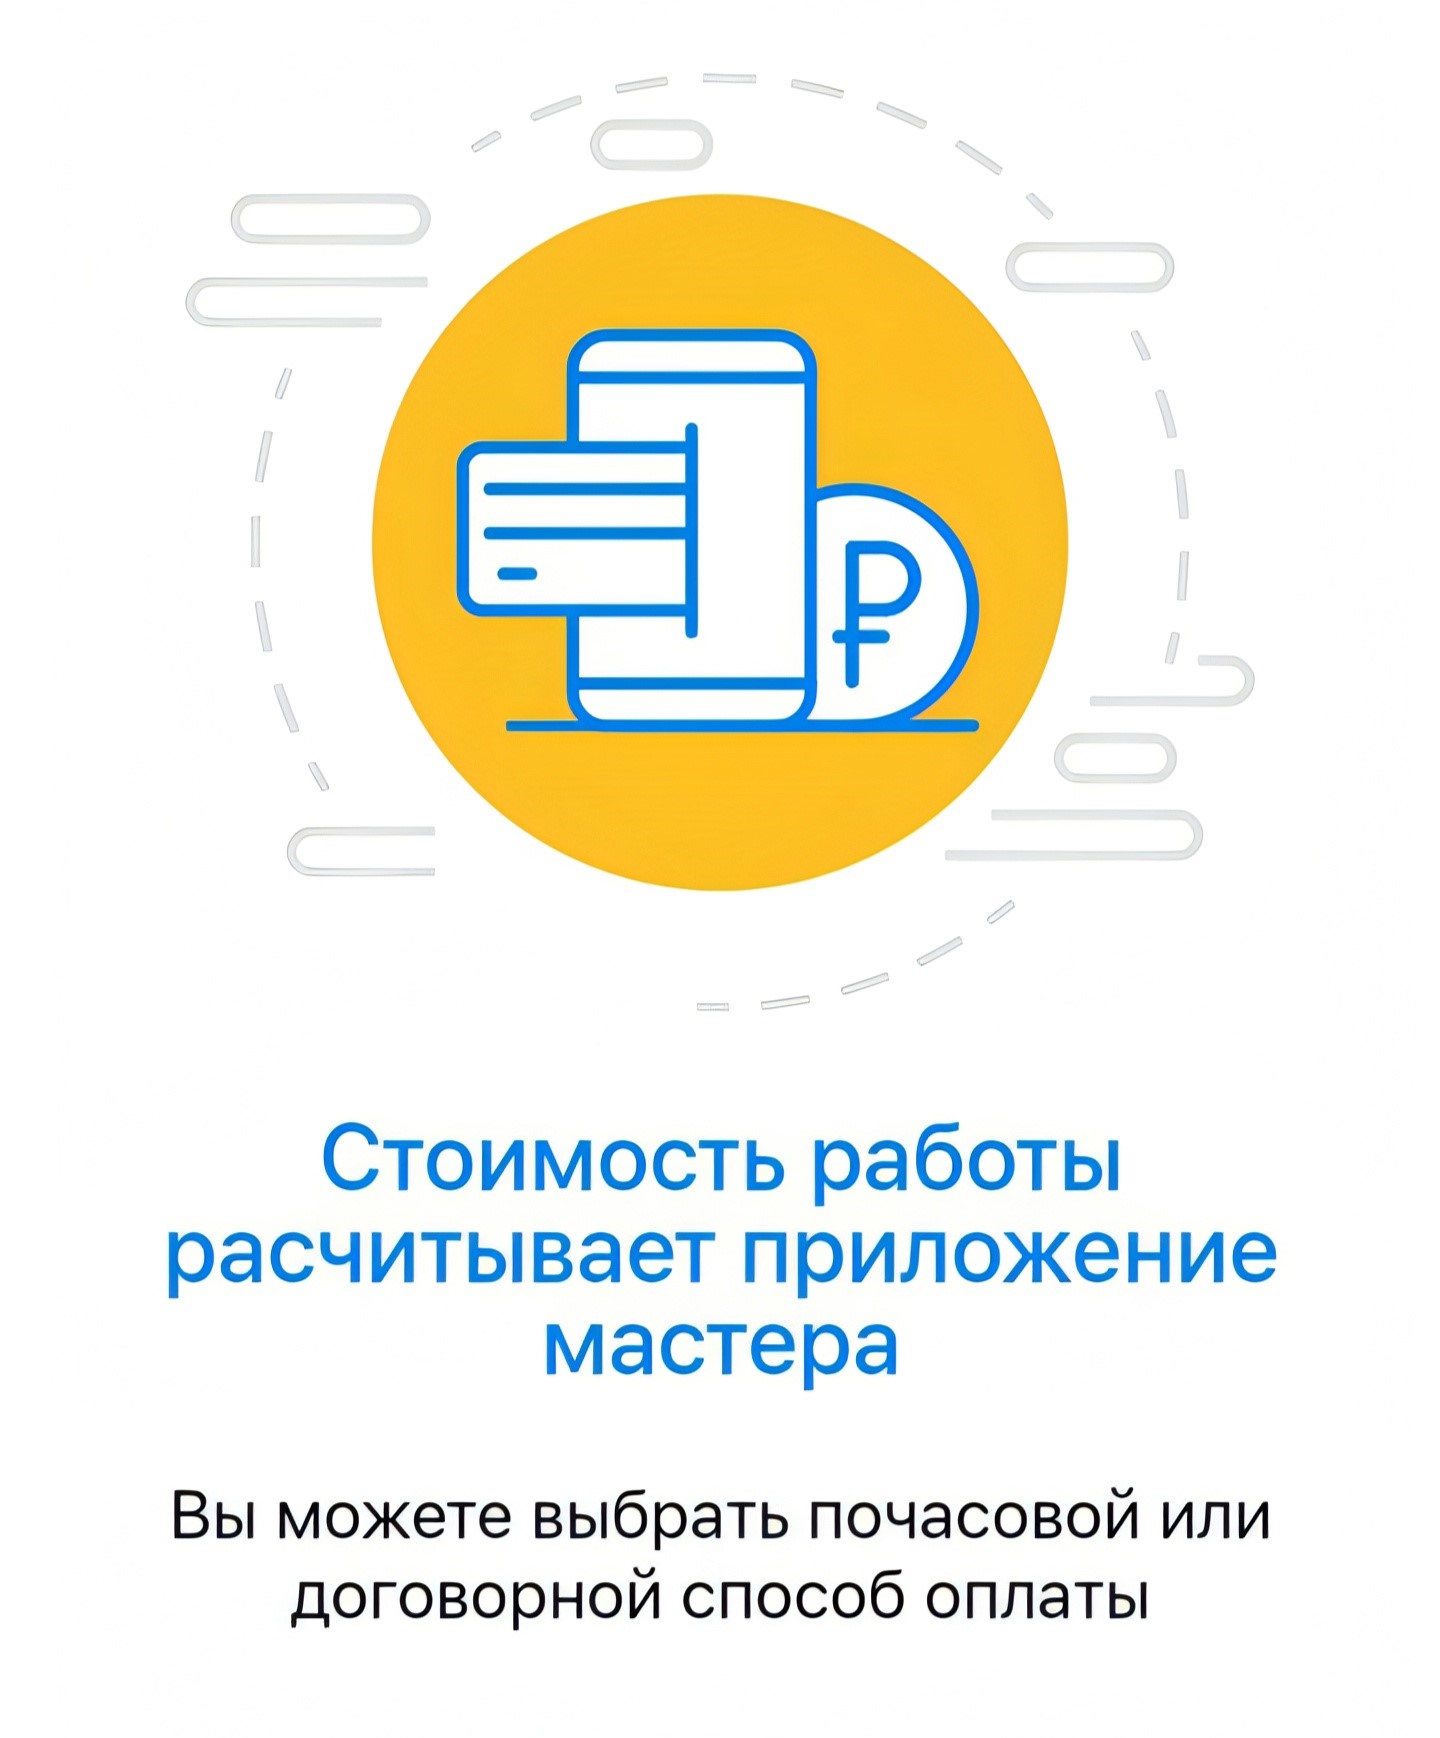 Стоимость работы
расчитывает приложение
мастера
Вы можете выбрать почасовой или
договорной способ оплаты